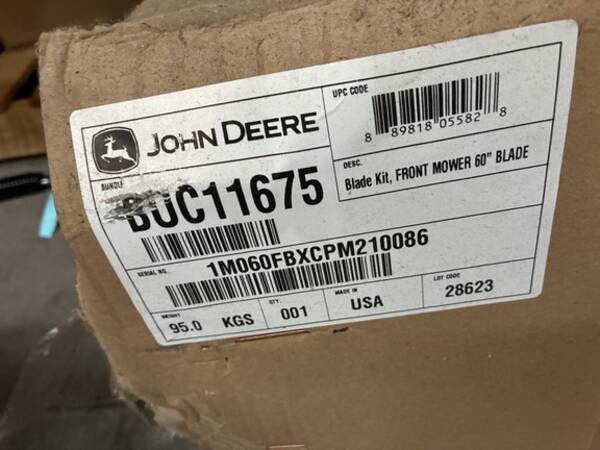 JOHN DEERE
UPC CODE
8 89818 05582 8
BUNDLE
BUC11675
DESC.
Blade Kit, FRONT MOWER 60" BLADE
SERIAL NO.
1M060FBXCPM210086
WEIGHT
95.0 KGS
QTY.
001
MADE IN
USA
LOT CODE
28623